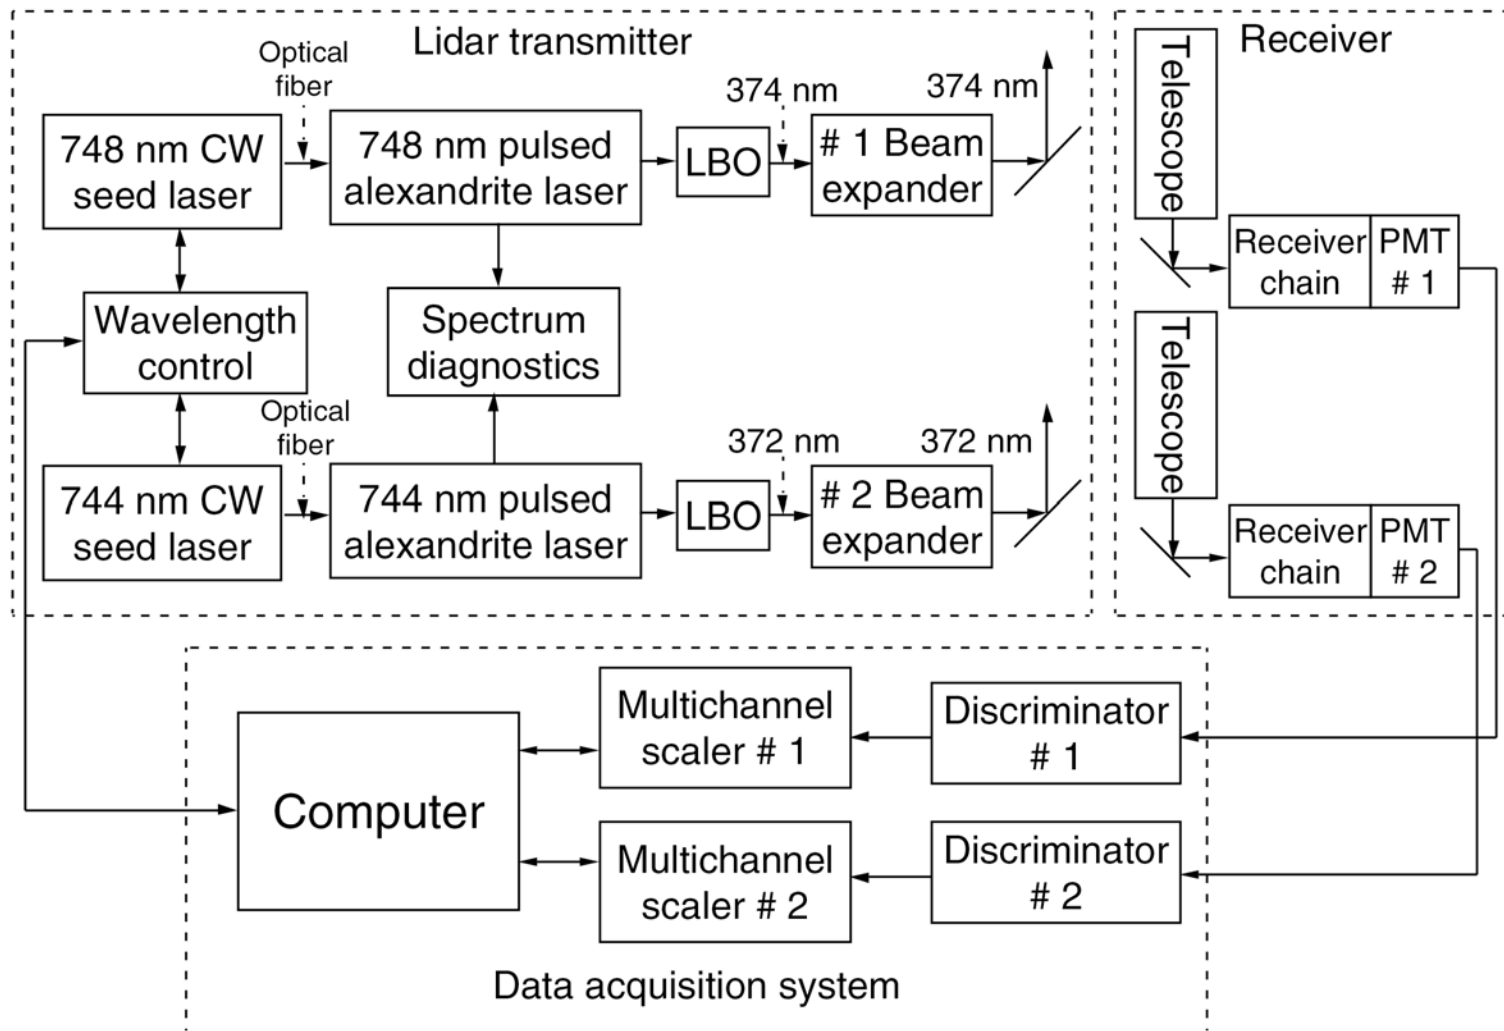 Lidar transmitter
Optical
fiber
374 nm
374 nm
748 nm CW
seed laser
748 nm pulsed
alexandrite laser
LBO
# 1 Beam
expander
Wavelength
control
Spectrum
diagnostics
Optical
fiber
372 nm
372 nm
744 nm CW
seed laser
744 nm pulsed
alexandrite laser
LBO
# 2 Beam
expander
Receiver
Telescope
Receiver
chain
PMT
# 1
Telescope
Receiver
chain
PMT
# 2
Computer
Multichannel
scaler # 1
Discriminator
# 1
Multichannel
scaler # 2
Discriminator
# 2
Data acquisition system